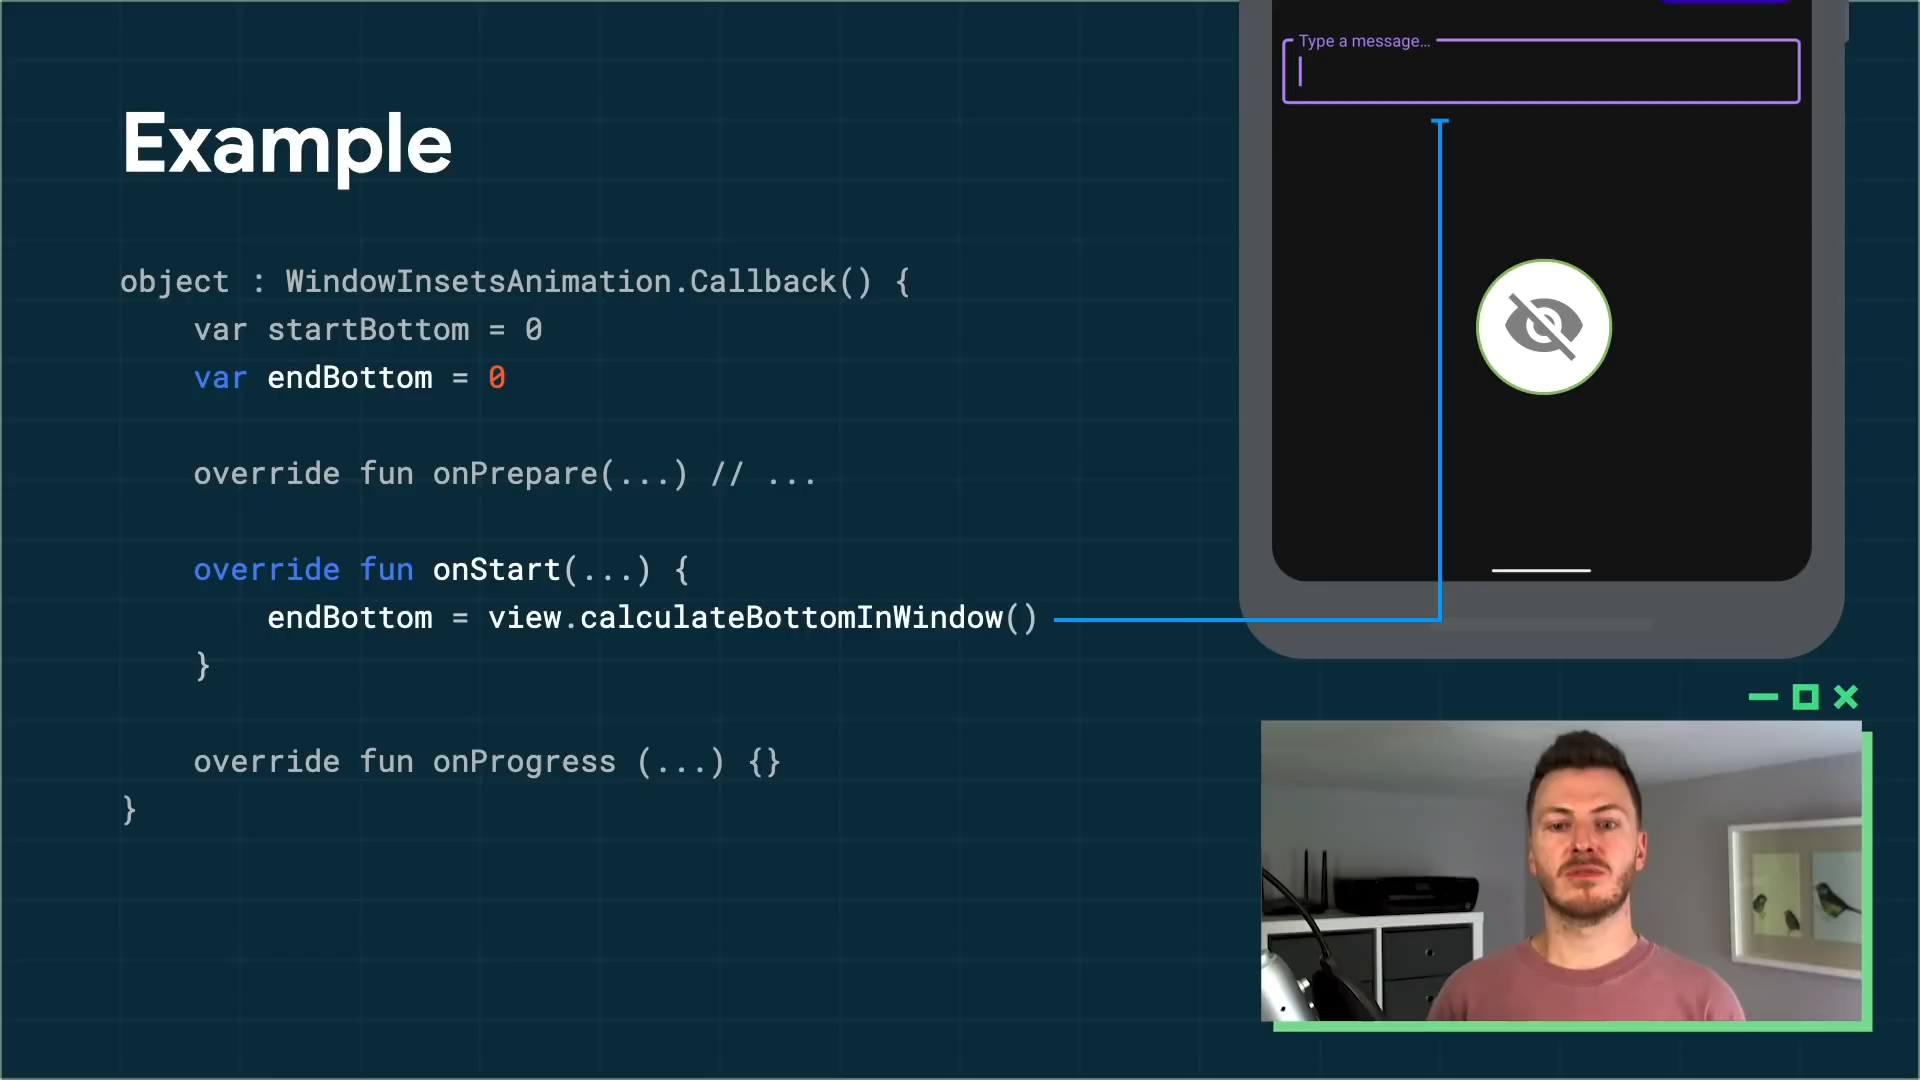 Example
object : WindowInsetsAnimation.Callback() {
var startBottom = 0
var endBottom = 0
override fun onPrepare(...) // ...
override fun onStart(...) {
endBottom = view.calculateBottomInWindow()
}
override fun onProgress (...) {}
}
Type a message...